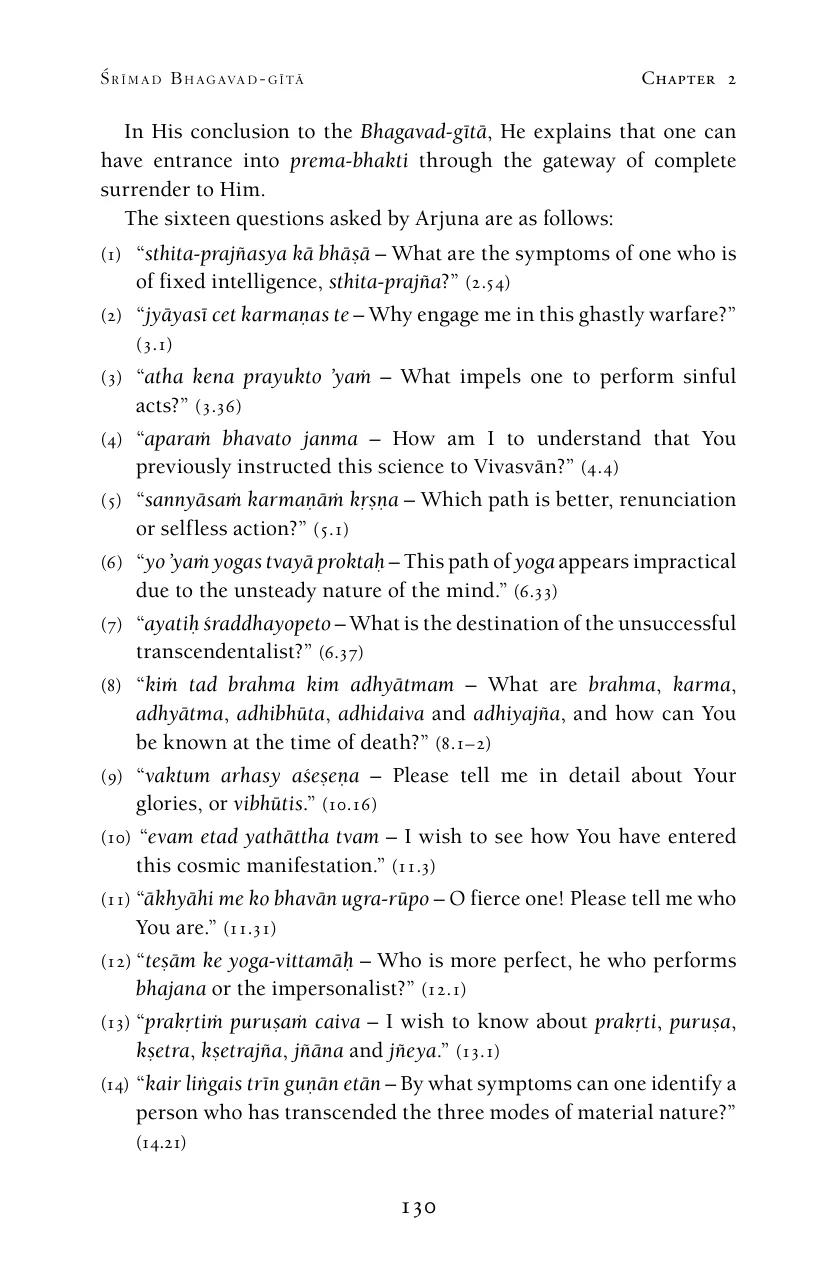 Śrīmad Bhagavad-gītā Chapter 2
In His conclusion to the Bhagavad-gītā, He explains that one can
have entrance into prema-bhakti through the gateway of complete
surrender to Him.
The sixteen questions asked by Arjuna are as follows:
(1) “sthita-prajñasya kā bhāṣā – What are the symptoms of one who is
of fixed intelligence, sthita-prajña?” (2.54)
(2) “jyāyasī cet karmaṇas te – Why engage me in this ghastly warfare?”
(3.1)
(3) “atha kena prayukto ’yaṁ – What impels one to perform sinful
acts?” (3.36)
(4) “aparaṁ bhavato janma – How am I to understand that You
previously instructed this science to Vivasvān?” (4.4)
(5) “sannyāsaṁ karmaṇāṁ kṛṣṇa – Which path is better, renunciation
or selfless action?” (5.1)
(6) “yo ’yaṁ yogas tvayā proktaḥ – This path of yoga appears impractical
due to the unsteady nature of the mind.” (6.33)
(7) “ayatiḥ śraddhayopeto – What is the destination of the unsuccessful
transcendentalist?” (6.37)
(8) “kiṁ tad brahma kim adhyātmam – What are brahma, karma,
adhyātma, adhibhūta, adhidaiva and adhiyajña, and how can You
be known at the time of death?” (8.1–2)
(9) “vaktum arhasy aśeṣeṇa – Please tell me in detail about Your
glories, or vibhūtis.” (10.16)
(10) “evam etad yathāttha tvam – I wish to see how You have entered
this cosmic manifestation.” (11.3)
(11) “ākhyāhi me ko bhavān ugra-rūpo – O fierce one! Please tell me who
You are.” (11.31)
(12) “teṣām ke yoga-vittamāḥ – Who is more perfect, he who performs
bhajana or the impersonalist?” (12.1)
(13) “prakṛtiṁ puruṣaṁ caiva – I wish to know about prakṛti, puruṣa,
kṣetra, kṣetrajña, jñāna and jñeya.” (13.1)
(14) “kair liṅgais trīn guṇān etān – By what symptoms can one identify a
person who has transcended the three modes of material nature?”
(14.21)
130